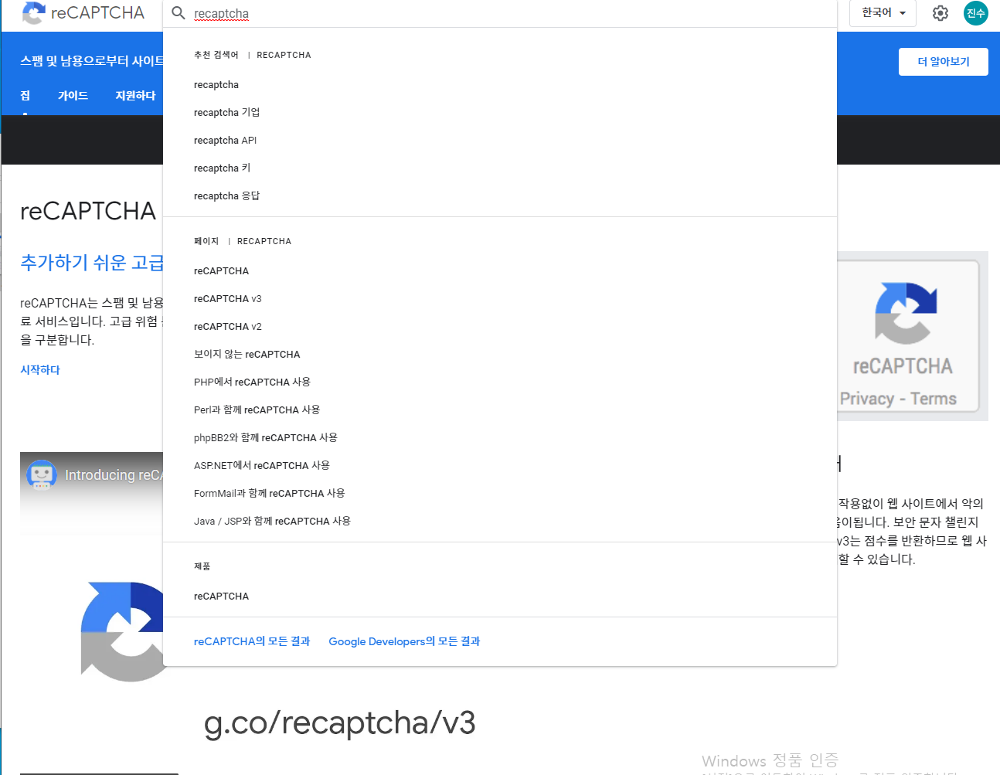 reCAPTCHA
recaptcha
한국어
진수
스팸 및 남용으로부터 사이트
더 알아보기
집
가이드
지원하다
추천 검색어 | RECAPTCHA
recaptcha
recaptcha 기업
recaptcha API
recaptcha 키
recaptcha 응답
페이지 | RECAPTCHA
reCAPTCHA
reCAPTCHA v3
reCAPTCHA v2
보이지 않는 reCAPTCHA
PHP에서 reCAPTCHA 사용
Perl과 함께 reCAPTCHA 사용
phpBB2와 함께 reCAPTCHA 사용
ASP.NET에서 reCAPTCHA 사용
FormMail과 함께 reCAPTCHA 사용
Java / JSP와 함께 reCAPTCHA 사용
제품
reCAPTCHA
reCAPTCHA의 모든 결과
Google Developers의 모든 결과
reCAPTCHA
추가하기 쉬운 고급
reCAPTCHA는 스팸 및 남용
료 서비스입니다. 고급 위험
을 구분합니다.
시작하다
reCAPTCHA
Privacy - Terms
Introducing reCA
작용없이 웹 사이트에서 악의
음이됩니다. 보안 문자 챌린지
v3는 점수를 반환하므로 웹 사
할 수 있습니다.
g.co/recaptcha/v3
Windows 정품 인증